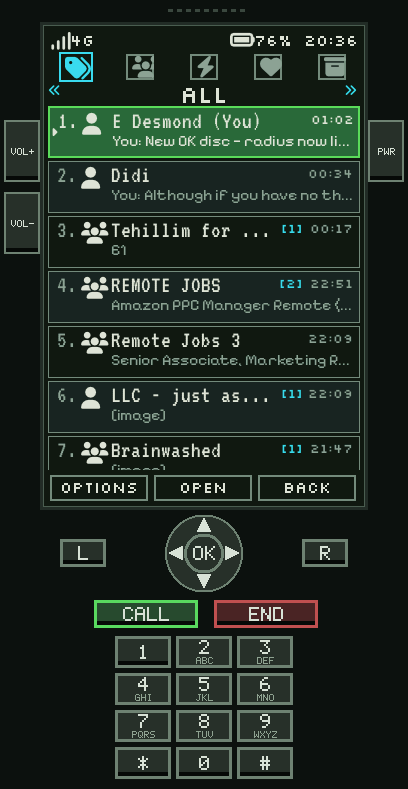 4G 76% 20:36
« »
ALL
1. E Desmond (You) 01:02
You: New OK disc - radius now li...
2. Didi 00:34
You: Although if you have no th...
3. Tehillim for ... [1] 00:17
61
4. REMOTE JOBS [2] 22:51
Amazon PPC Manager Remote (...
5. Remote Jobs 3 22:09
Senior Associate, Marketing R...
6. LLC - just as... [1] 22:09
(image)
7. Brainwashed [1] 21:47
(image)
OPTIONS OPEN BACK
VOL+
PWR
VOL-
L OK R
CALL END
1 2 ABC 3 DEF
4 GHI 5 JKL 6 MNO
7 PQRS 8 TUV 9 WXYZ
* 0 #